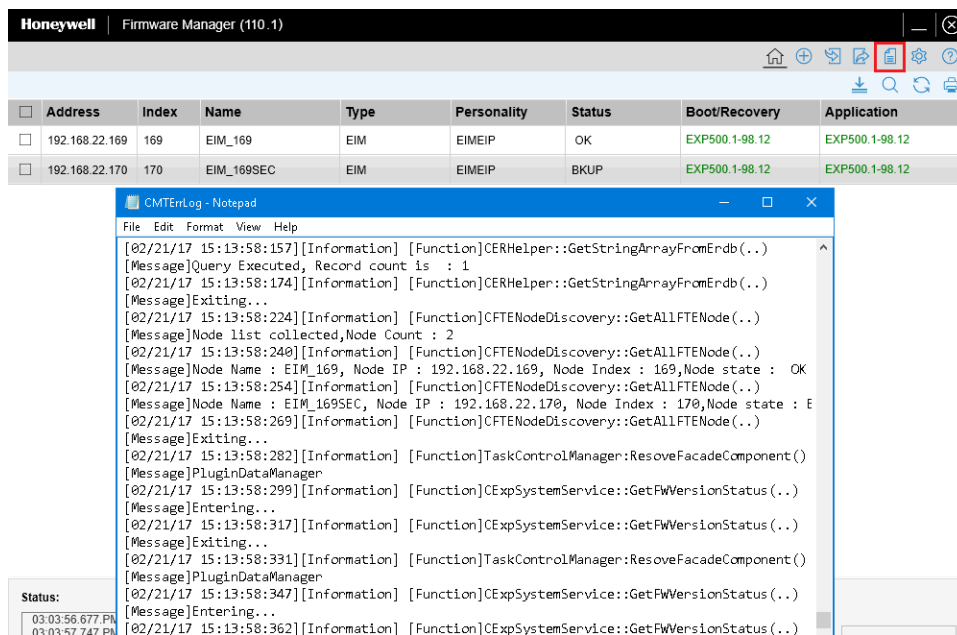 Honeywell Firmware Manager (110.1)
Address Index Name Type Personality Status Boot/Recovery Application
192.168.22.169 169 EIM_169 EIM EIMEIP OK EXP500.1-98.12 EXP500.1-98.12
192.168.22.170 170 EIM_169SEC EIM EIMEIP BKUP EXP500.1-98.12 EXP500.1-98.12
CMTErrLog - Notepad
File Edit Format View Help
[02/21/17 15:13:58:157][Information] [Function]CERHelper::GetStringArrayFromErdb(..)
[Message]Query Executed, Record count is  : 1
[02/21/17 15:13:58:174][Information] [Function]CERHelper::GetStringArrayFromErdb(..)
[Message]Exiting...
[02/21/17 15:13:58:224][Information] [Function]CFTENodeDiscovery::GetAllFTENode(..)
[Message]Node list collected,Node Count : 2
[02/21/17 15:13:58:240][Information] [Function]CFTENodeDiscovery::GetAllFTENode(..)
[Message]Node Name : EIM_169, Node IP : 192.168.22.169, Node Index : 169,Node state :  OK
[02/21/17 15:13:58:254][Information] [Function]CFTENodeDiscovery::GetAllFTENode(..)
[Message]Node Name : EIM_169SEC, Node IP : 192.168.22.170, Node Index : 170,Node state :
[02/21/17 15:13:58:269][Information] [Function]CFTENodeDiscovery::GetAllFTENode(..)
[Message]Exiting...
[02/21/17 15:13:58:282][Information] [Function]TaskControlManager:ResoveFacadeComponent()
[Message]PluginDataManager
[02/21/17 15:13:58:299][Information] [Function]CExpSystemService::GetFWVersionStatus(..)
[Message]Entering...
[02/21/17 15:13:58:317][Information] [Function]CExpSystemService::GetFWVersionStatus(..)
[Message]Exiting...
[02/21/17 15:13:58:331][Information] [Function]TaskControlManager:ResoveFacadeComponent()
[Message]PluginDataManager
[02/21/17 15:13:58:347][Information] [Function]CExpSystemService::GetFWVersionStatus(..)
[Message]Entering...
[02/21/17 15:13:58:362][Information] [Function]CExpSystemService::GetFWVersionStatus(..)
Status:
03:03:56.677.PM
03:03:57.747.PM